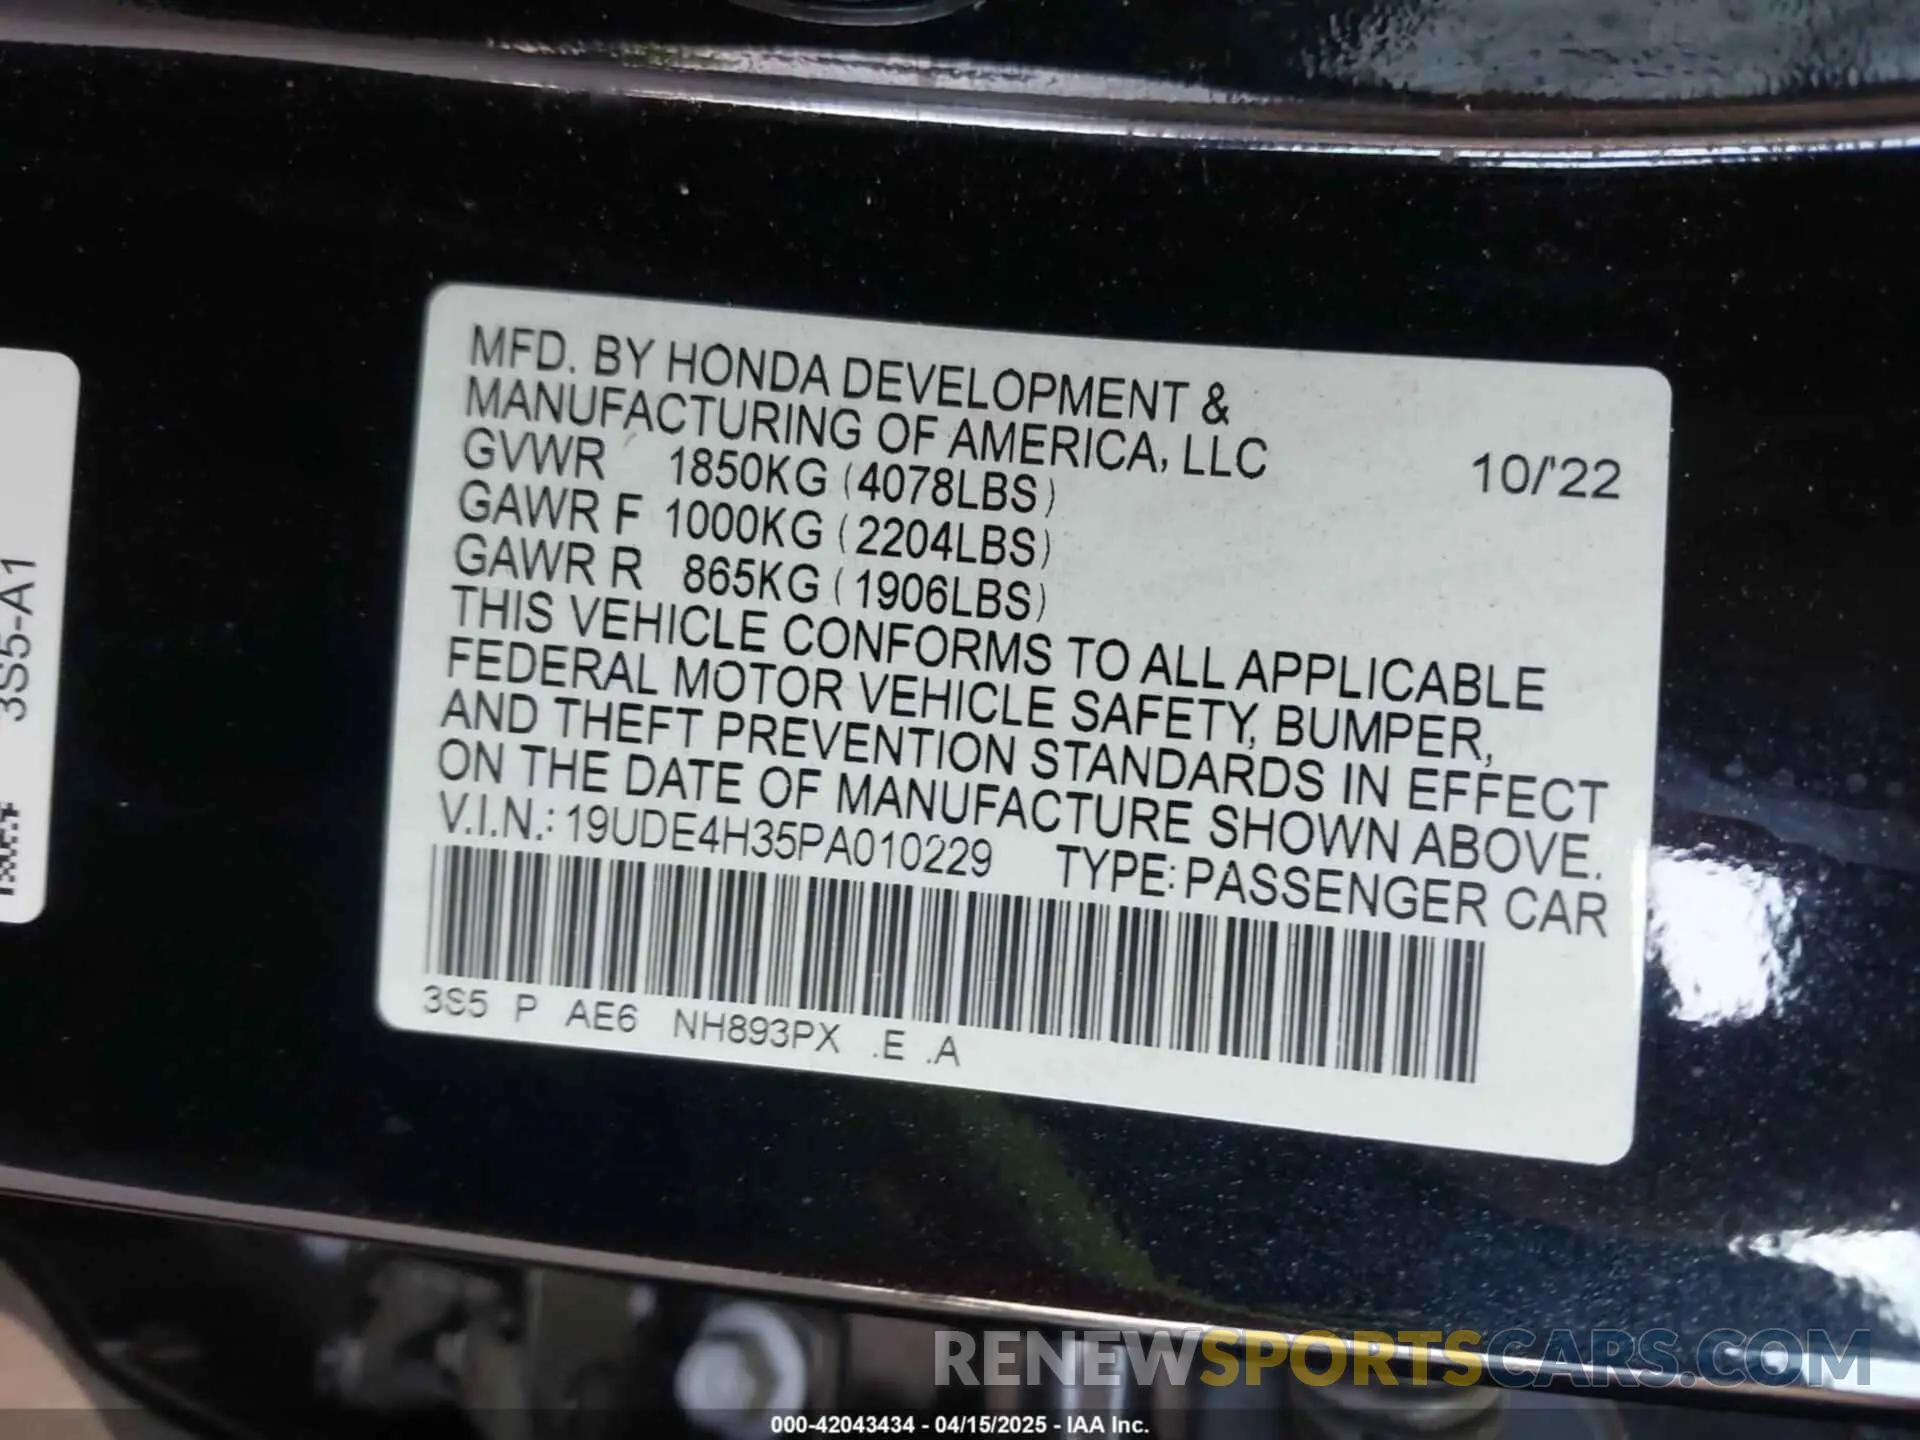 MFD. BY HONDA DEVELOPMENT &
MANUFACTURING OF AMERICA, LLC
10/'22
GVWR 1850KG (4078LBS)
GAWR F 1000KG (2204LBS)
GAWR R 865KG (1906LBS)
THIS VEHICLE CONFORMS TO ALL APPLICABLE
FEDERAL MOTOR VEHICLE SAFETY, BUMPER,
AND THEFT PREVENTION STANDARDS IN EFFECT
ON THE DATE OF MANUFACTURE SHOWN ABOVE.
V.I.N.: 19UDE4H35PA010229 TYPE: PASSENGER CAR
3S5 P AE6 NH893PX .E .A
3S5-A1
RENEWSPORTSCARS.COM
000-42043434 - 04/15/2025 - IAA Inc.